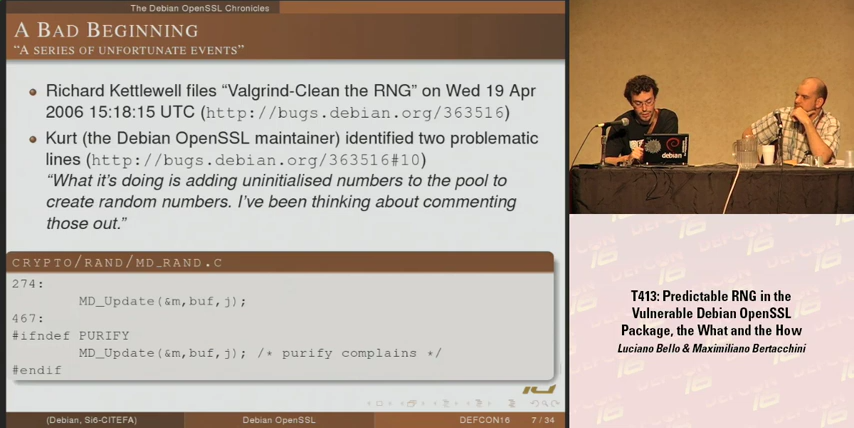 The Debian OpenSSL Chronicles
A BAD BEGINNING
"A SERIES OF UNFORTUNATE EVENTS"
Richard Kettlewell files "Valgrind-Clean the RNG" on Wed 19 Apr
2006 15:18:15 UTC (http://bugs.debian.org/363516)
Kurt (the Debian OpenSSL maintainer) identified two problematic
lines (http://bugs.debian.org/363516#10)
"What it's doing is adding uninitialised numbers to the pool to
create random numbers. I've been thinking about commenting
those out."
CRYPTO/RAND/MD_RAND.C
274:
MD_Update(&m,buf,j);
467:
#ifndef PURIFY
MD_Update(&m,buf,j); /* purify complains */
#endif
(Debian, Si6-CITEFA)
Debian OpenSSL
DEFCON16
7 / 34
debian
T413: Predictable RNG in the
Vulnerable Debian OpenSSL
Package, the What and the How
Luciano Bello & Maximiliano Bertacchini
DEFCON
16